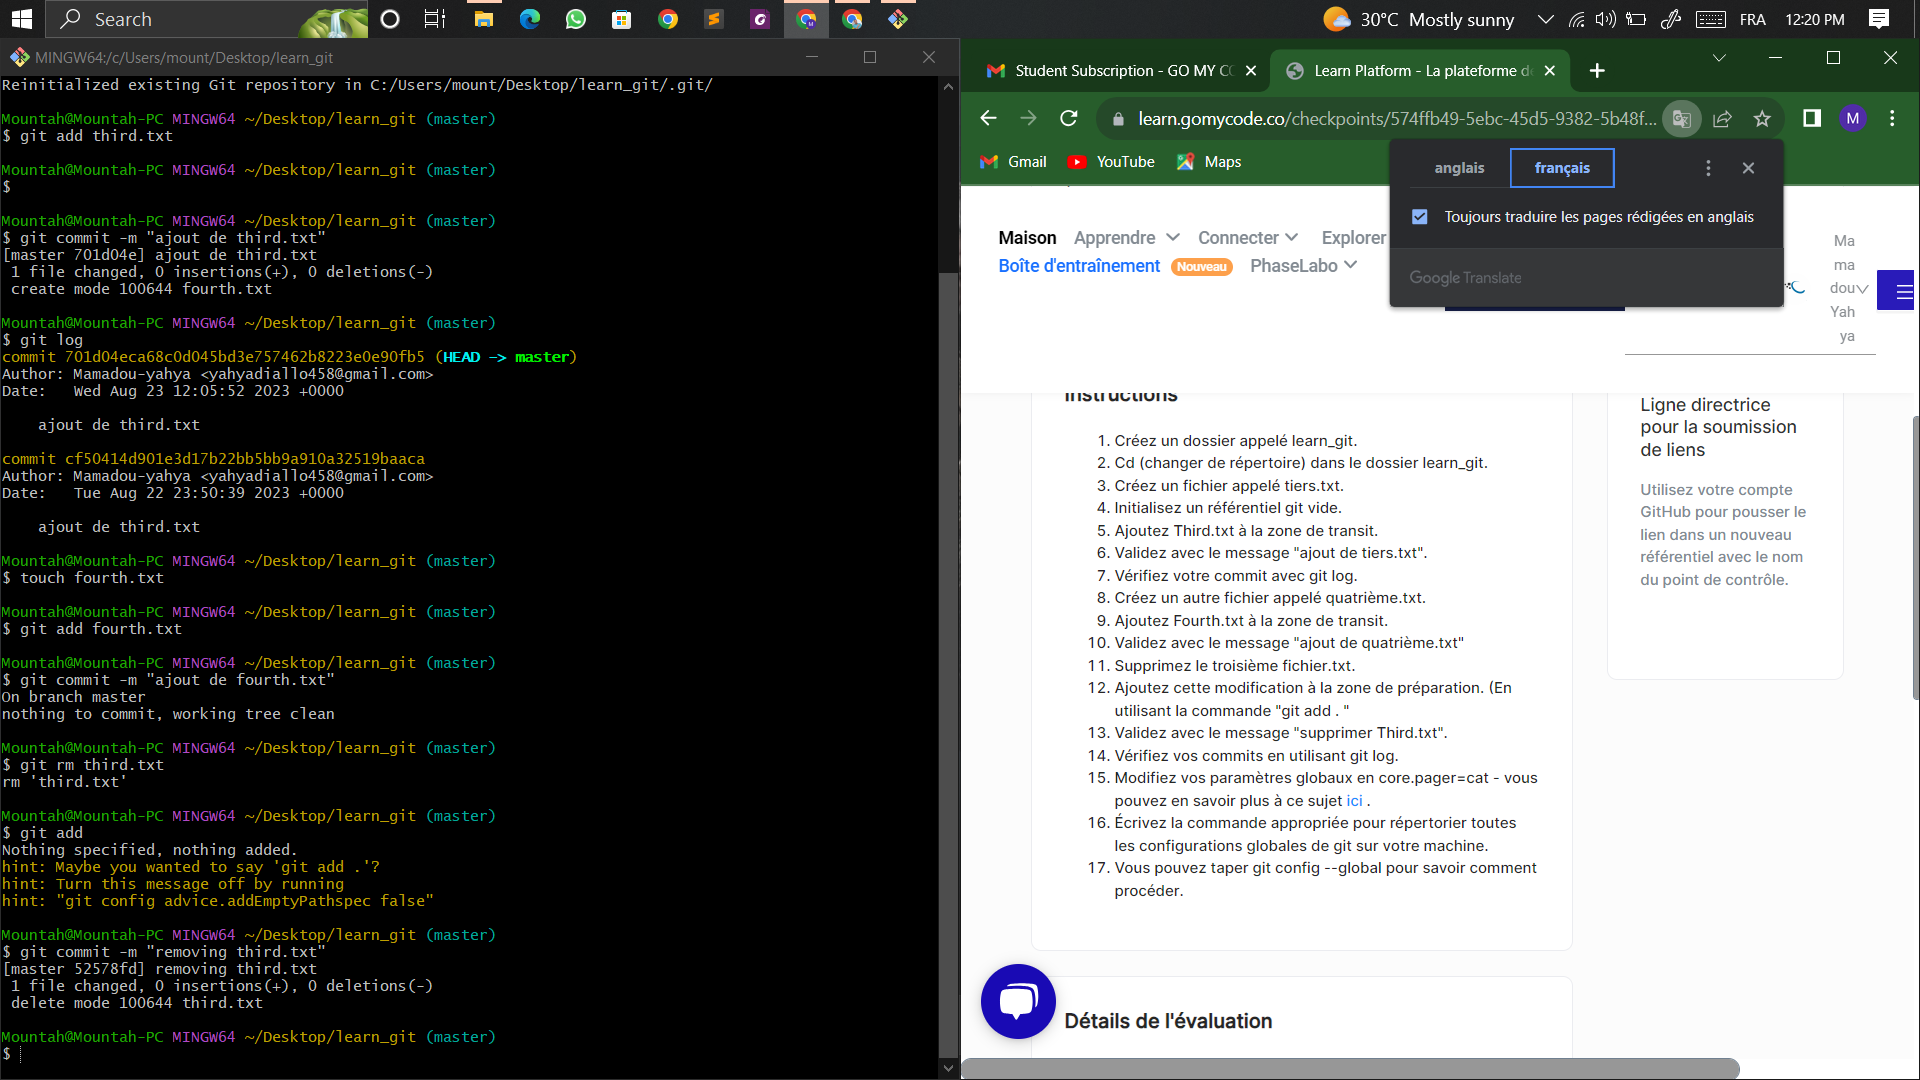 Search
30°C Mostly sunny
FRA
12:20 PM
MINGW64:/c/Users/mount/Desktop/learn_git
Reinitialized existing Git repository in C:/Users/mount/Desktop/learn_git/.git/
Mountah@Mountah-PC MINGW64 ~/Desktop/learn_git (master)
$ git add third.txt
Mountah@Mountah-PC MINGW64 ~/Desktop/learn_git (master)
$
Mountah@Mountah-PC MINGW64 ~/Desktop/learn_git (master)
$ git commit -m "ajout de third.txt"
[master 701d04e] ajout de third.txt
1 file changed, 0 insertions(+), 0 deletions(-)
create mode 100644 fourth.txt
Mountah@Mountah-PC MINGW64 ~/Desktop/learn_git (master)
$ git log
commit 701d04eca68c0d045bd3e757462b8223e0e90fb5 (HEAD -> master)
Author: Mamadou-yahya <yahyadiallo458@gmail.com>
Date:   Wed Aug 23 12:05:52 2023 +0000
ajout de third.txt
commit cf50414d901e3d17b22bb5bb9a910a32519baaca
Author: Mamadou-yahya <yahyadiallo458@gmail.com>
Date:   Tue Aug 22 23:50:39 2023 +0000
ajout de third.txt
Mountah@Mountah-PC MINGW64 ~/Desktop/learn_git (master)
$ touch fourth.txt
Mountah@Mountah-PC MINGW64 ~/Desktop/learn_git (master)
$ git add fourth.txt
Mountah@Mountah-PC MINGW64 ~/Desktop/learn_git (master)
$ git commit -m "ajout de fourth.txt"
On branch master
nothing to commit, working tree clean
Mountah@Mountah-PC MINGW64 ~/Desktop/learn_git (master)
$ git rm third.txt
rm 'third.txt'
Mountah@Mountah-PC MINGW64 ~/Desktop/learn_git (master)
$ git add
Nothing specified, nothing added.
hint: Maybe you wanted to say 'git add .'?
hint: Turn this message off by running
hint: "git config advice.addEmptyPathspec false"
Mountah@Mountah-PC MINGW64 ~/Desktop/learn_git (master)
$ git commit -m "removing third.txt"
[master 52578fd] removing third.txt
1 file changed, 0 insertions(+), 0 deletions(-)
delete mode 100644 third.txt
Mountah@Mountah-PC MINGW64 ~/Desktop/learn_git (master)
$
Student Subscription - GO MY CO
Learn Platform - La plateforme de
learn.gomycode.co/checkpoints/574ffb49-5ebc-45d5-9382-5b48f...
M
Gmail YouTube Maps
anglais français
Toujours traduire les pages rédigées en anglais
Google Translate
Maison Apprendre Connecter Explorer
Boîte d'entraînement Nouveau PhaseLabo
Ma
ma
dou
Yah
ya
Instructions
1. Créez un dossier appelé learn_git.
2. Cd (changer de répertoire) dans le dossier learn_git.
3. Créez un fichier appelé tiers.txt.
4. Initialisez un référentiel git vide.
5. Ajoutez Third.txt à la zone de transit.
6. Validez avec le message "ajout de tiers.txt".
7. Vérifiez votre commit avec git log.
8. Créez un autre fichier appelé quatrième.txt.
9. Ajoutez Fourth.txt à la zone de transit.
10. Validez avec le message "ajout de quatrième.txt"
11. Supprimez le troisième fichier.txt.
12. Ajoutez cette modification à la zone de préparation. (En
utilisant la commande "git add . "
13. Validez avec le message "supprimer Third.txt".
14. Vérifiez vos commits en utilisant git log.
15. Modifiez vos paramètres globaux en core.pager=cat - vous
pouvez en savoir plus à ce sujet ici .
16. Écrivez la commande appropriée pour répertorier toutes
les configurations globales de git sur votre machine.
17. Vous pouvez taper git config --global pour savoir comment
procéder.
Ligne directrice
pour la soumission
de liens
Utilisez votre compte
GitHub pour pousser le
lien dans un nouveau
référentiel avec le nom
du point de contrôle.
Détails de l'évaluation